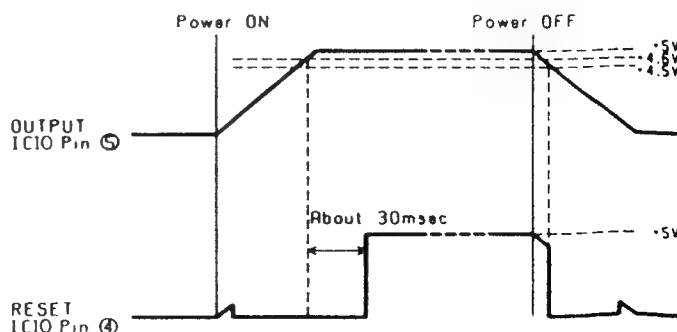 Power ON
Power OFF
+5V
+4.6V
+4.5V
OUTPUT
IC10 Pin ⑤
About 30msec
+5V
RESET
IC10 Pin ④